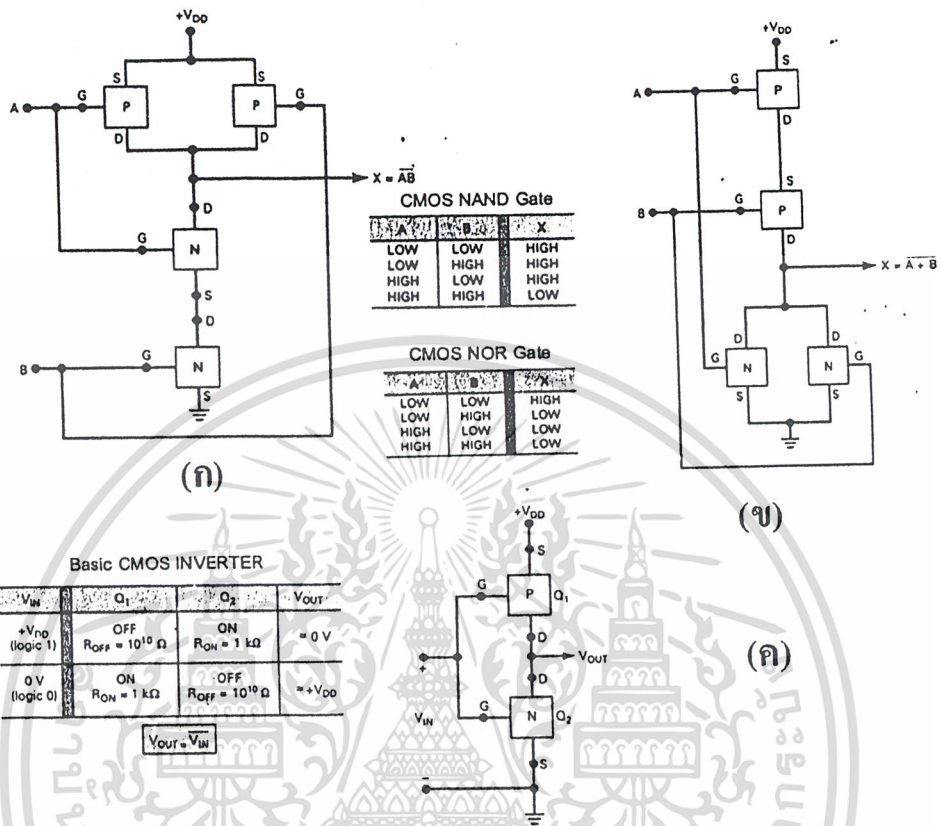 +VDD
S
S
A
G
P
P
G
D
D
X = A̅B̅
D
G
N
S
D
B
G
N
S
(ก)
CMOS NAND Gate
A B X
LOW LOW HIGH
LOW HIGH HIGH
HIGH LOW HIGH
HIGH HIGH LOW
CMOS NOR Gate
A B X
LOW LOW HIGH
LOW HIGH LOW
HIGH LOW LOW
HIGH HIGH LOW
+VDD
S
A
G
P
D
S
B
G
P
D
X = A̅ ̅+̅ ̅B̅
D
D
G
N
N
G
S
S
(ข)
Basic CMOS INVERTER
VIN Q1 Q2 VOUT
+VDD (logic 1) OFF ROFF = 10¹⁰ Ω ON RON = 1 kΩ = 0 V
0 V (logic 0) ON RON = 1 kΩ OFF ROFF = 10¹⁰ Ω = +VDD
VOUT = V̅I̅N̅
+VDD
S
G
P
Q1
D
VOUT
+
D
VIN
G
N
Q2
S
-
(ค)